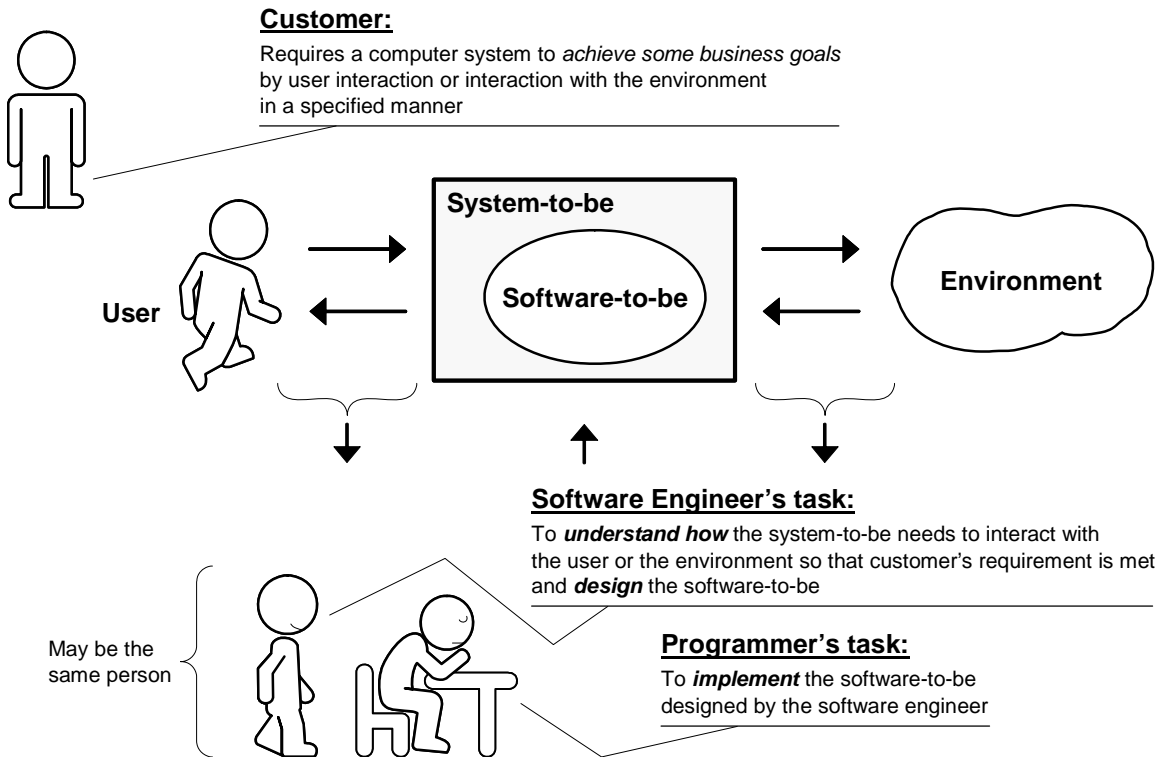 Customer:
Requires a computer system to achieve some business goals
by user interaction or interaction with the environment
in a specified manner
System-to-be
Software-to-be
User
Environment
Software Engineer’s task:
To understand how the system-to-be needs to interact with
the user or the environment so that customer’s requirement is met
and design the software-to-be
May be the
same person
Programmer’s task:
To implement the software-to-be
designed by the software engineer